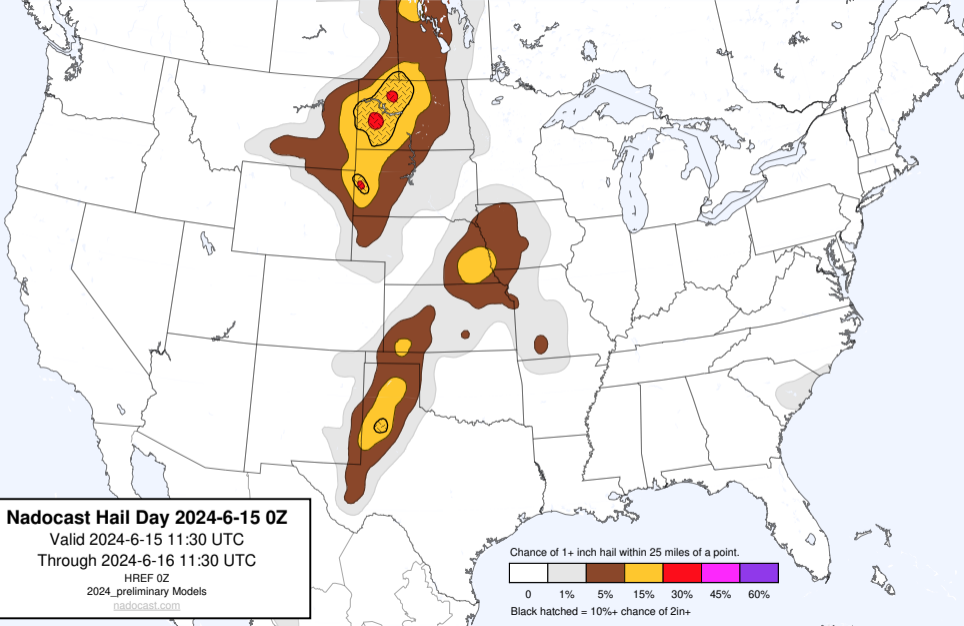 Nadocast Hail Day 2024-6-15 0Z
Valid 2024-6-15 11:30 UTC
Through 2024-6-16 11:30 UTC
HREF 0Z
2024_preliminary Models
nadocast.com
Chance of 1+ inch hail within 25 miles of a point.
0 1% 5% 15% 30% 45% 60%
Black hatched = 10%+ chance of 2in+